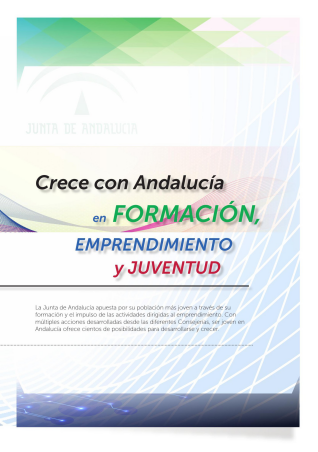 JUNTA DE ANDALUCIA
Crece con Andalucía
en FORMACIÓN,
EMPRENDIMIENTO
y JUVENTUD
La Junta de Andalucía apuesta por su población más joven a través de su
formación y el impulso de las actividades dirigidas al emprendimiento. Con
múltiples acciones desarrolladas desde las diferentes Consejerías, ser joven en
Andalucía ofrece cientos de posibilidades para desarrollarse y crecer.